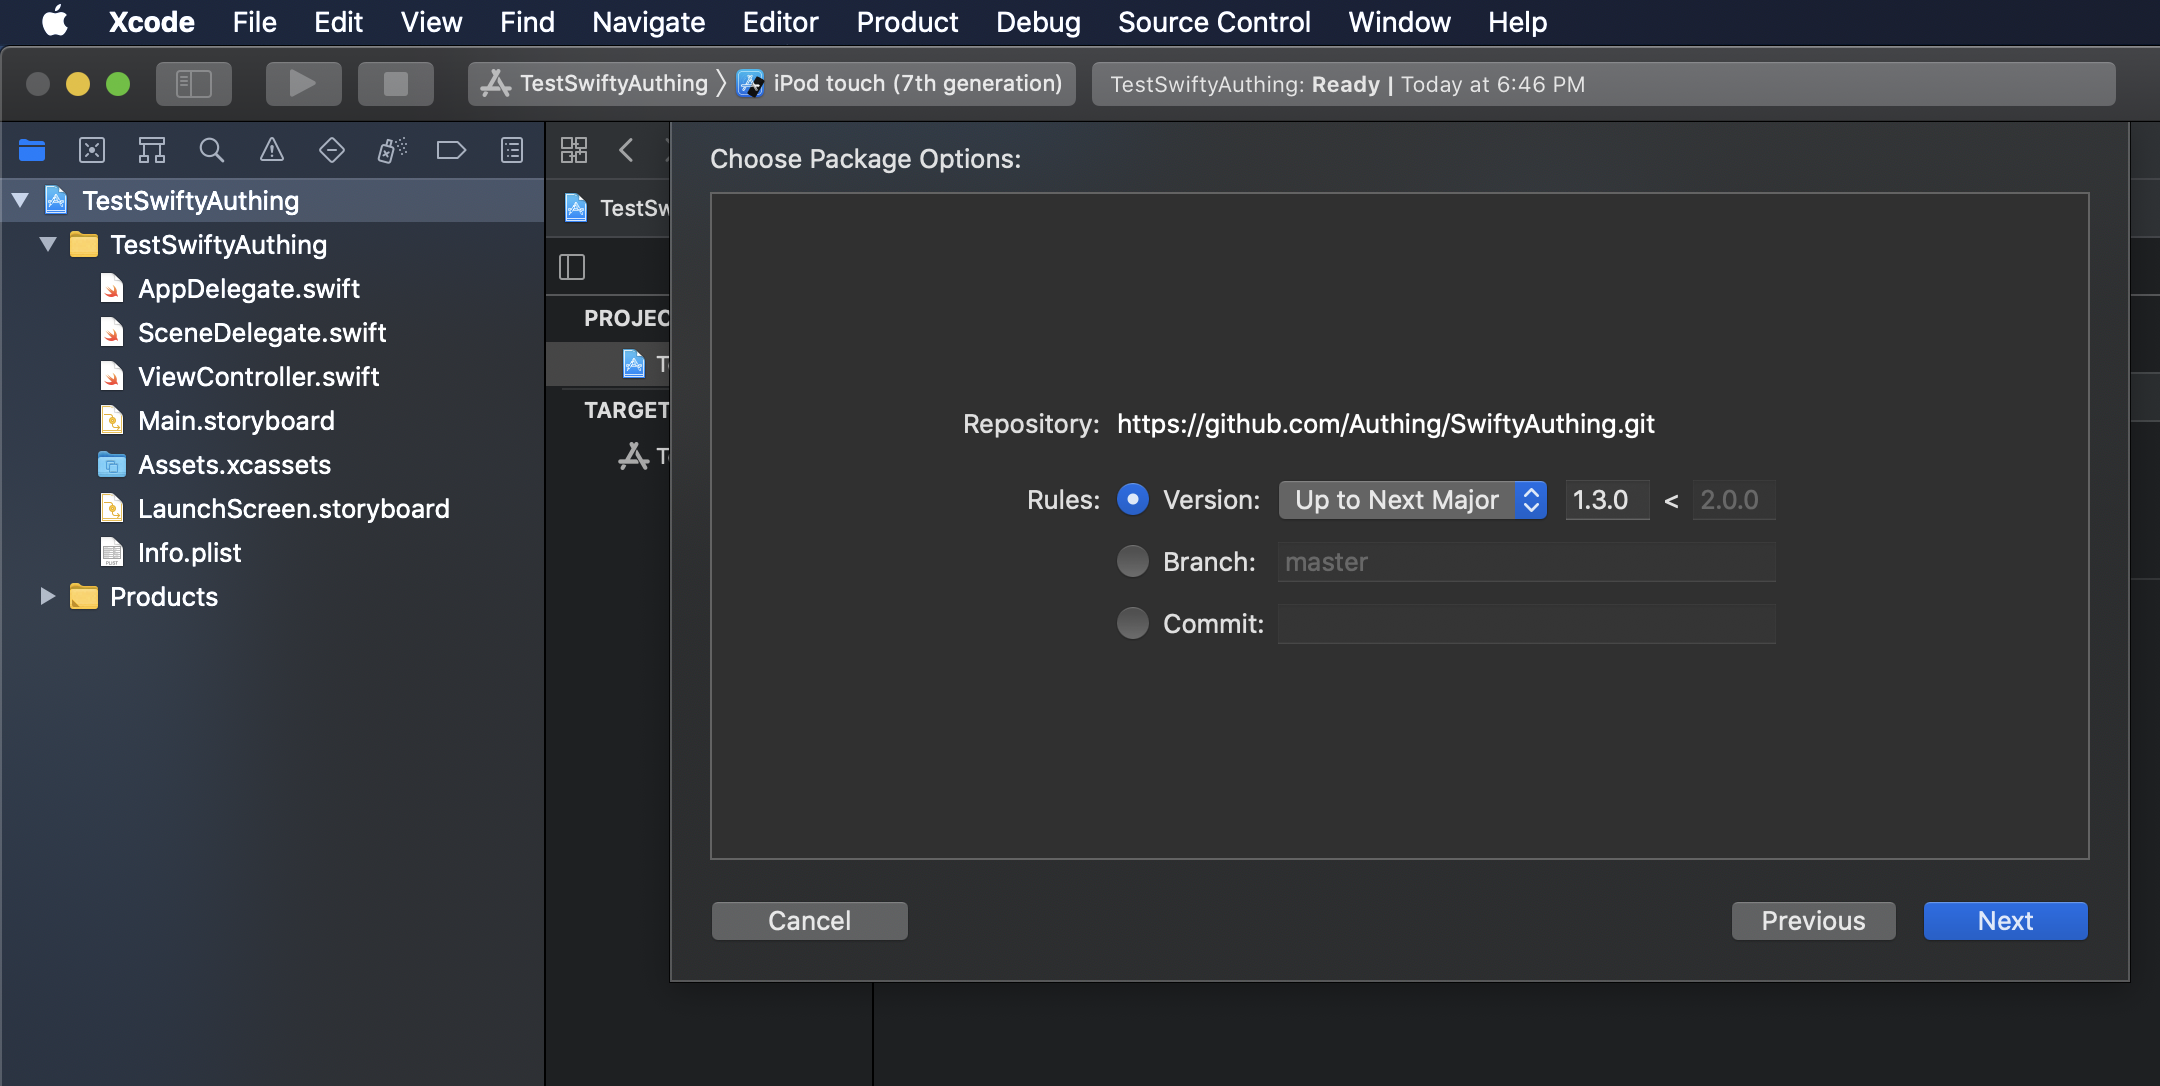 Xcode File Edit View Find Navigate Editor Product Debug Source Control Window Help
TestSwiftyAuthing iPod touch (7th generation) TestSwiftyAuthing: Ready | Today at 6:46 PM
TestSwiftyAuthing
TestSwiftyAuthing
AppDelegate.swift
SceneDelegate.swift
ViewController.swift
Main.storyboard
Assets.xcassets
LaunchScreen.storyboard
Info.plist
Products
TestSw
PROJEC
T
TARGET
T
Choose Package Options:
Repository: https://github.com/Authing/SwiftyAuthing.git
Rules: Version: Up to Next Major 1.3.0 < 2.0.0
Branch: master
Commit:
Cancel Previous Next